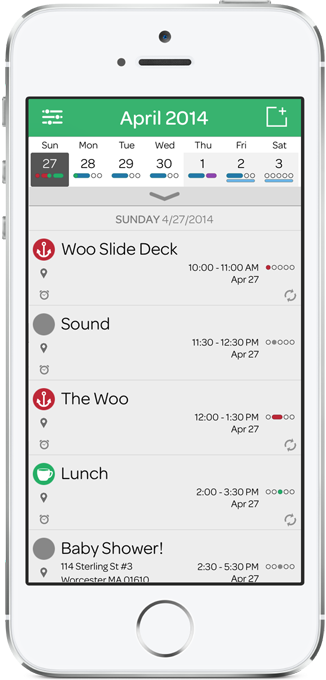 April 2014
Sun Mon Tue Wed Thu Fri Sat
27 28 29 30 1 2 3
SUNDAY 4/27/2014
Woo Slide Deck
10:00 - 11:00 AM
Apr 27
Sound
11:30 - 12:30 PM
Apr 27
The Woo
12:00 - 1:30 PM
Apr 27
Lunch
2:00 - 3:30 PM
Apr 27
Baby Shower!
114 Sterling St #3 2:30 - 5:30 PM
Worcester MA 01610 Apr 27